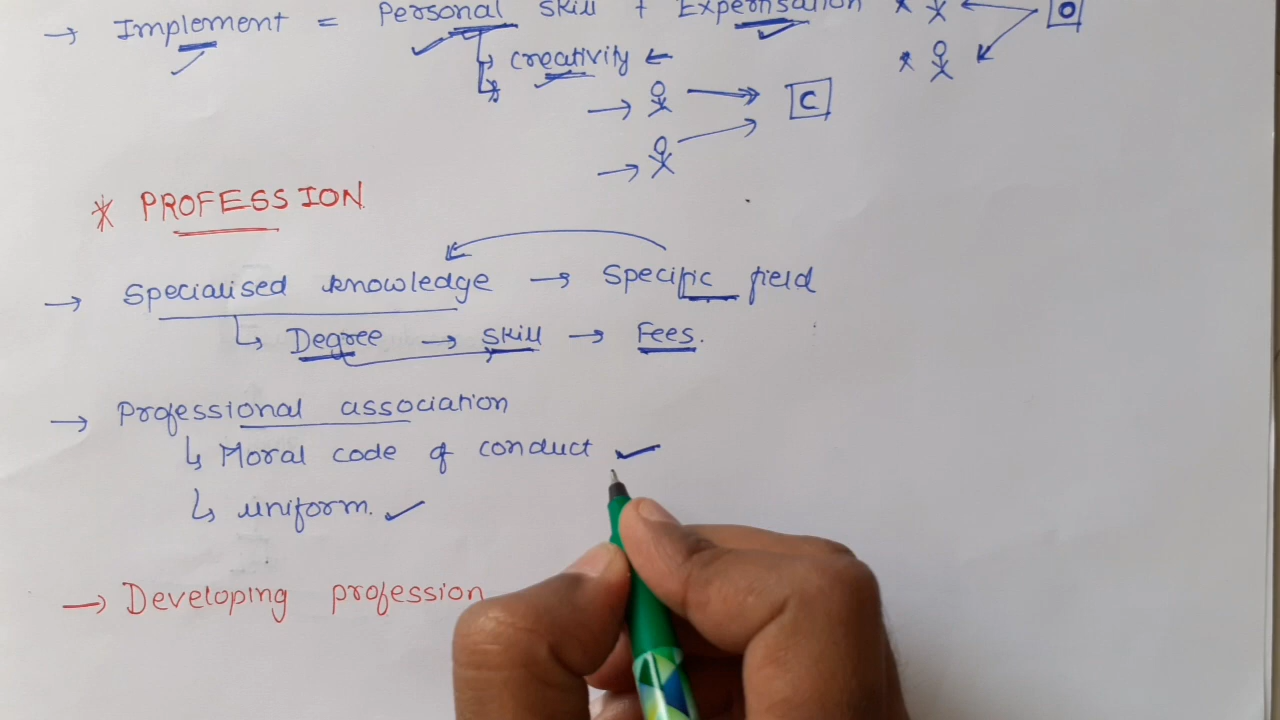 → Implement = Personal skill + Expertisation
↳ creativity ←
C
O
* PROFESSION
→ Specialised knowledge → Specific field
↳ Degree → skill → Fees.
→ Professional association
↳ Moral code of conduct ✓
↳ uniform. ✓
→ Developing profession